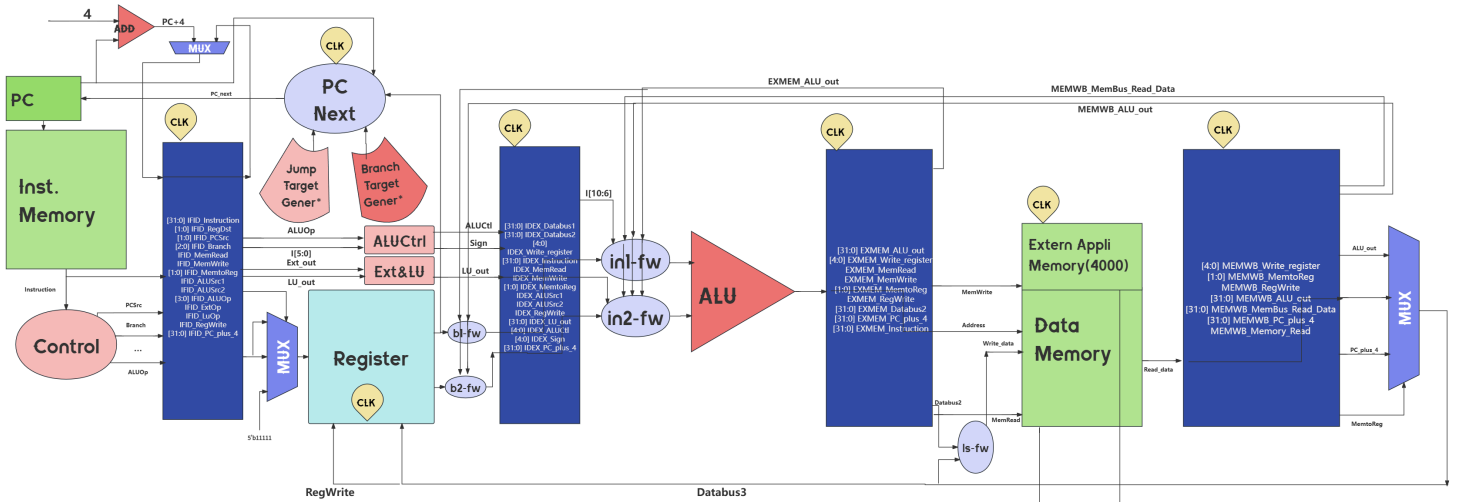 4
ADD
PC+4
MUX
CLK
PC
Next
PC
PC_next
EXMEM_ALU_out
MEMWB_MemBus_Read_Data
MEMWB_ALU_out
CLK
CLK
CLK
CLK
Inst.
Memory
Jump
Target
Gener*
Branch
Target
Gener*
[31:0] IFID_Instruction
[1:0] IFID_RegDst
[1:0] IFID_PCSrc
[2:0] IFID_Branch
IFID_MemRead
IFID_MemWrite
[1:0] IFID_MemtoReg
IFID_ALUSrc1
IFID_ALUSrc2
[3:0] IFID_ALUOp
IFID_ExtOp
IFID_LuOp
IFID_RegWrite
[31:0] IFID_PC_plus_4
ALUOp
I[5:0]
Ext_out
LU_out
ALUCtrl
Ext&LU
ALUCtl
Sign
LU_out
I[10:6]
[31:0] IDEX_Databus1
[31:0] IDEX_Databus2
[4:0]
IDEX_Write_register
[31:0] IDEX_Instruction
IDEX_MemRead
IDEX_MemWrite
[1:0] IDEX_MemtoReg
IDEX_ALUSrc1
IDEX_ALUSrc2
IDEX_RegWrite
[31:0] IDEX_LU_out
[4:0] IDEX_ALUCtl
[4:0] IDEX_Sign
[31:0] IDEX_PC_plus_4
in1-fw
in2-fw
ALU
[31:0] EXMEM_ALU_out
[4:0] EXMEM_Write_register
EXMEM_MemRead
EXMEM_MemWrite
[1:0] EXMEM_MemtoReg
EXMEM_RegWrite
[31:0] EXMEM_Databus2
[31:0] EXMEM_PC_plus_4
[31:0] EXMEM_Instruction
CLK
Extern Appli
Memory(4000)
Data
Memory
MemWrite
Address
Write_data
Read_data
Databus2
MemRead
ls-fw
[4:0] MEMWB_Write_register
[1:0] MEMWB_MemtoReg
MEMWB_RegWrite
[31:0] MEMWB_ALU_out
[31:0] MEMWB_MemBus_Read_Data
[31:0] MEMWB_PC_plus_4
MEMWB_Memory_Read
ALU_out
PC_plus_4
MemtoReg
MUX
Instruction
Control
PCSrc
Branch
...
ALUOp
MUX
5'b11111
Register
CLK
b1-fw
b2-fw
RegWrite
Databus3